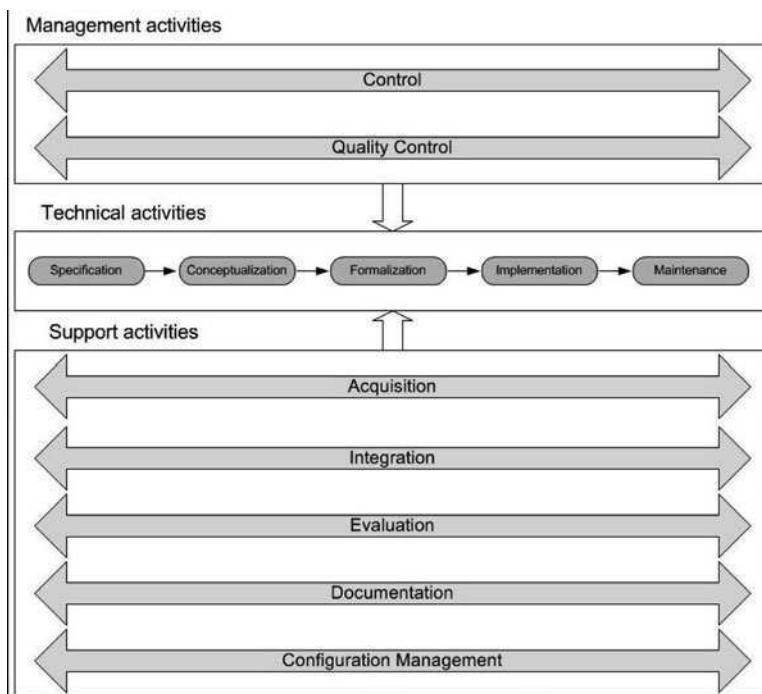 Management activities
Control
Quality Control
Technical activities
Specification Conceptualization Formalization Implementation Maintenance
Support activities
Acquisition
Integration
Evaluation
Documentation
Configuration Management